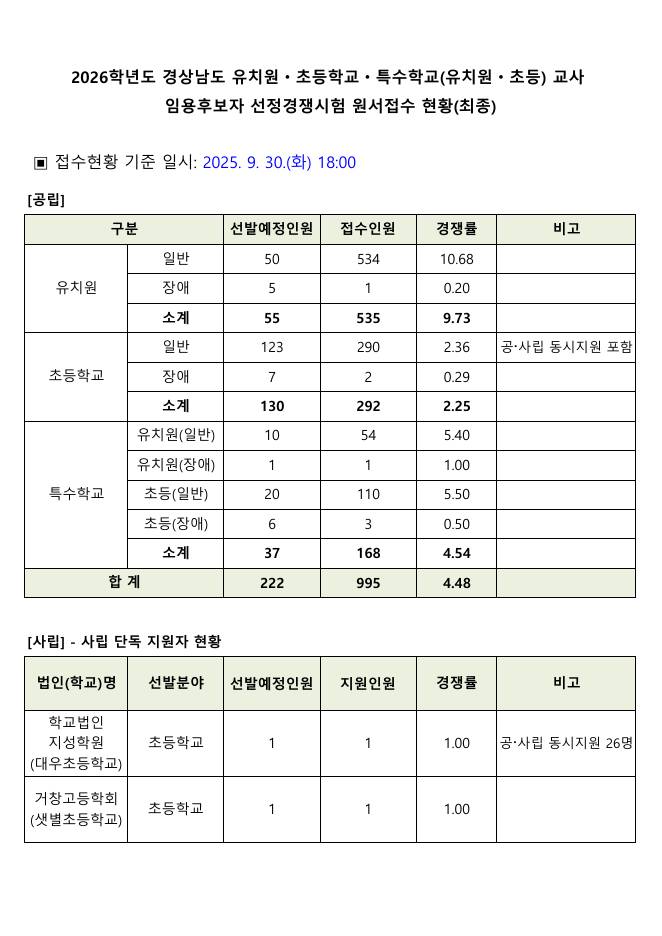 2026학년도 경상남도 유치원・초등학교・특수학교(유치원・초등) 교사
임용후보자 선정경쟁시험 원서접수 현황(최종)
▣ 접수현황 기준 일시: 2025. 9. 30.(화) 18:00
[공립]
구분 선발예정인원 접수인원 경쟁률 비고
유치원 일반 50 534 10.68
장애 5 1 0.20
소계 55 535 9.73
초등학교 일반 123 290 2.36 공·사립 동시지원 포함
장애 7 2 0.29
소계 130 292 2.25
특수학교 유치원(일반) 10 54 5.40
유치원(장애) 1 1 1.00
초등(일반) 20 110 5.50
초등(장애) 6 3 0.50
소계 37 168 4.54
합 계 222 995 4.48
[사립] - 사립 단독 지원자 현황
법인(학교)명 선발분야 선발예정인원 지원인원 경쟁률 비고
학교법인
지성학원
(대우초등학교) 초등학교 1 1 1.00 공·사립 동시지원 26명
거창고등학회
(샛별초등학교) 초등학교 1 1 1.00